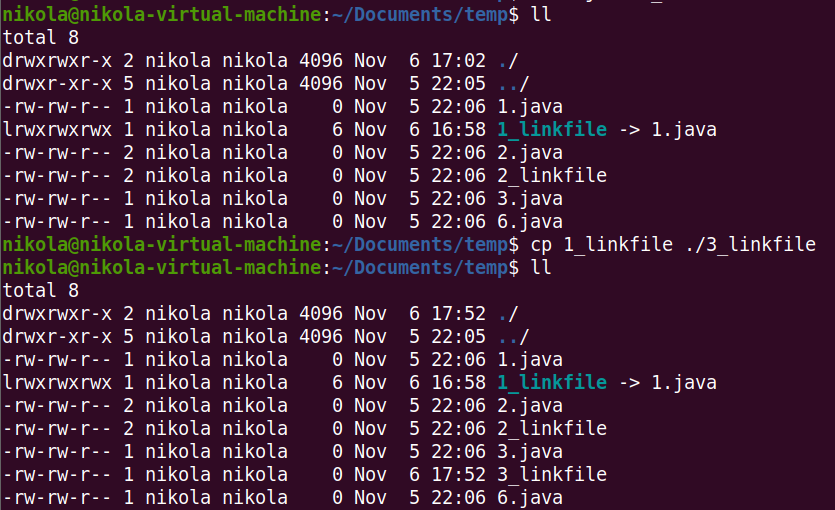 nikola@nikola-virtual-machine:~/Documents/temp$ ll
total 8
drwxrwxr-x 2 nikola nikola 4096 Nov  6 17:02 ./
drwxr-xr-x 5 nikola nikola 4096 Nov  5 22:05 ../
-rw-rw-r-- 1 nikola nikola    0 Nov  5 22:06 1.java
lrwxrwxrwx 1 nikola nikola    6 Nov  6 16:58 1_linkfile -> 1.java
-rw-rw-r-- 2 nikola nikola    0 Nov  5 22:06 2.java
-rw-rw-r-- 2 nikola nikola    0 Nov  5 22:06 2_linkfile
-rw-rw-r-- 1 nikola nikola    0 Nov  5 22:06 3.java
-rw-rw-r-- 1 nikola nikola    0 Nov  5 22:06 6.java
nikola@nikola-virtual-machine:~/Documents/temp$ cp 1_linkfile ./3_linkfile
nikola@nikola-virtual-machine:~/Documents/temp$ ll
total 8
drwxrwxr-x 2 nikola nikola 4096 Nov  6 17:52 ./
drwxr-xr-x 5 nikola nikola 4096 Nov  5 22:05 ../
-rw-rw-r-- 1 nikola nikola    0 Nov  5 22:06 1.java
lrwxrwxrwx 1 nikola nikola    6 Nov  6 16:58 1_linkfile -> 1.java
-rw-rw-r-- 2 nikola nikola    0 Nov  5 22:06 2.java
-rw-rw-r-- 2 nikola nikola    0 Nov  5 22:06 2_linkfile
-rw-rw-r-- 1 nikola nikola    0 Nov  5 22:06 3.java
-rw-rw-r-- 1 nikola nikola    0 Nov  6 17:52 3_linkfile
-rw-rw-r-- 1 nikola nikola    0 Nov  5 22:06 6.java